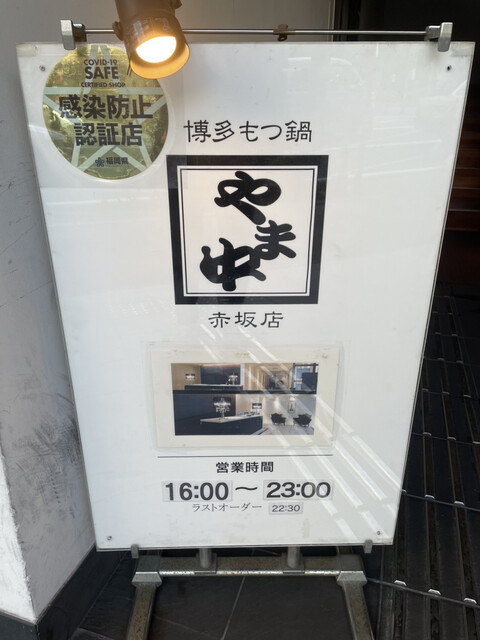 COVID-19
SAFE
CERTIFIED SHOP
感染防止
認証店
福岡県
博多もつ鍋
やま中
赤坂店
営業時間
16:00〜23:00
ラストオーダー 22:30